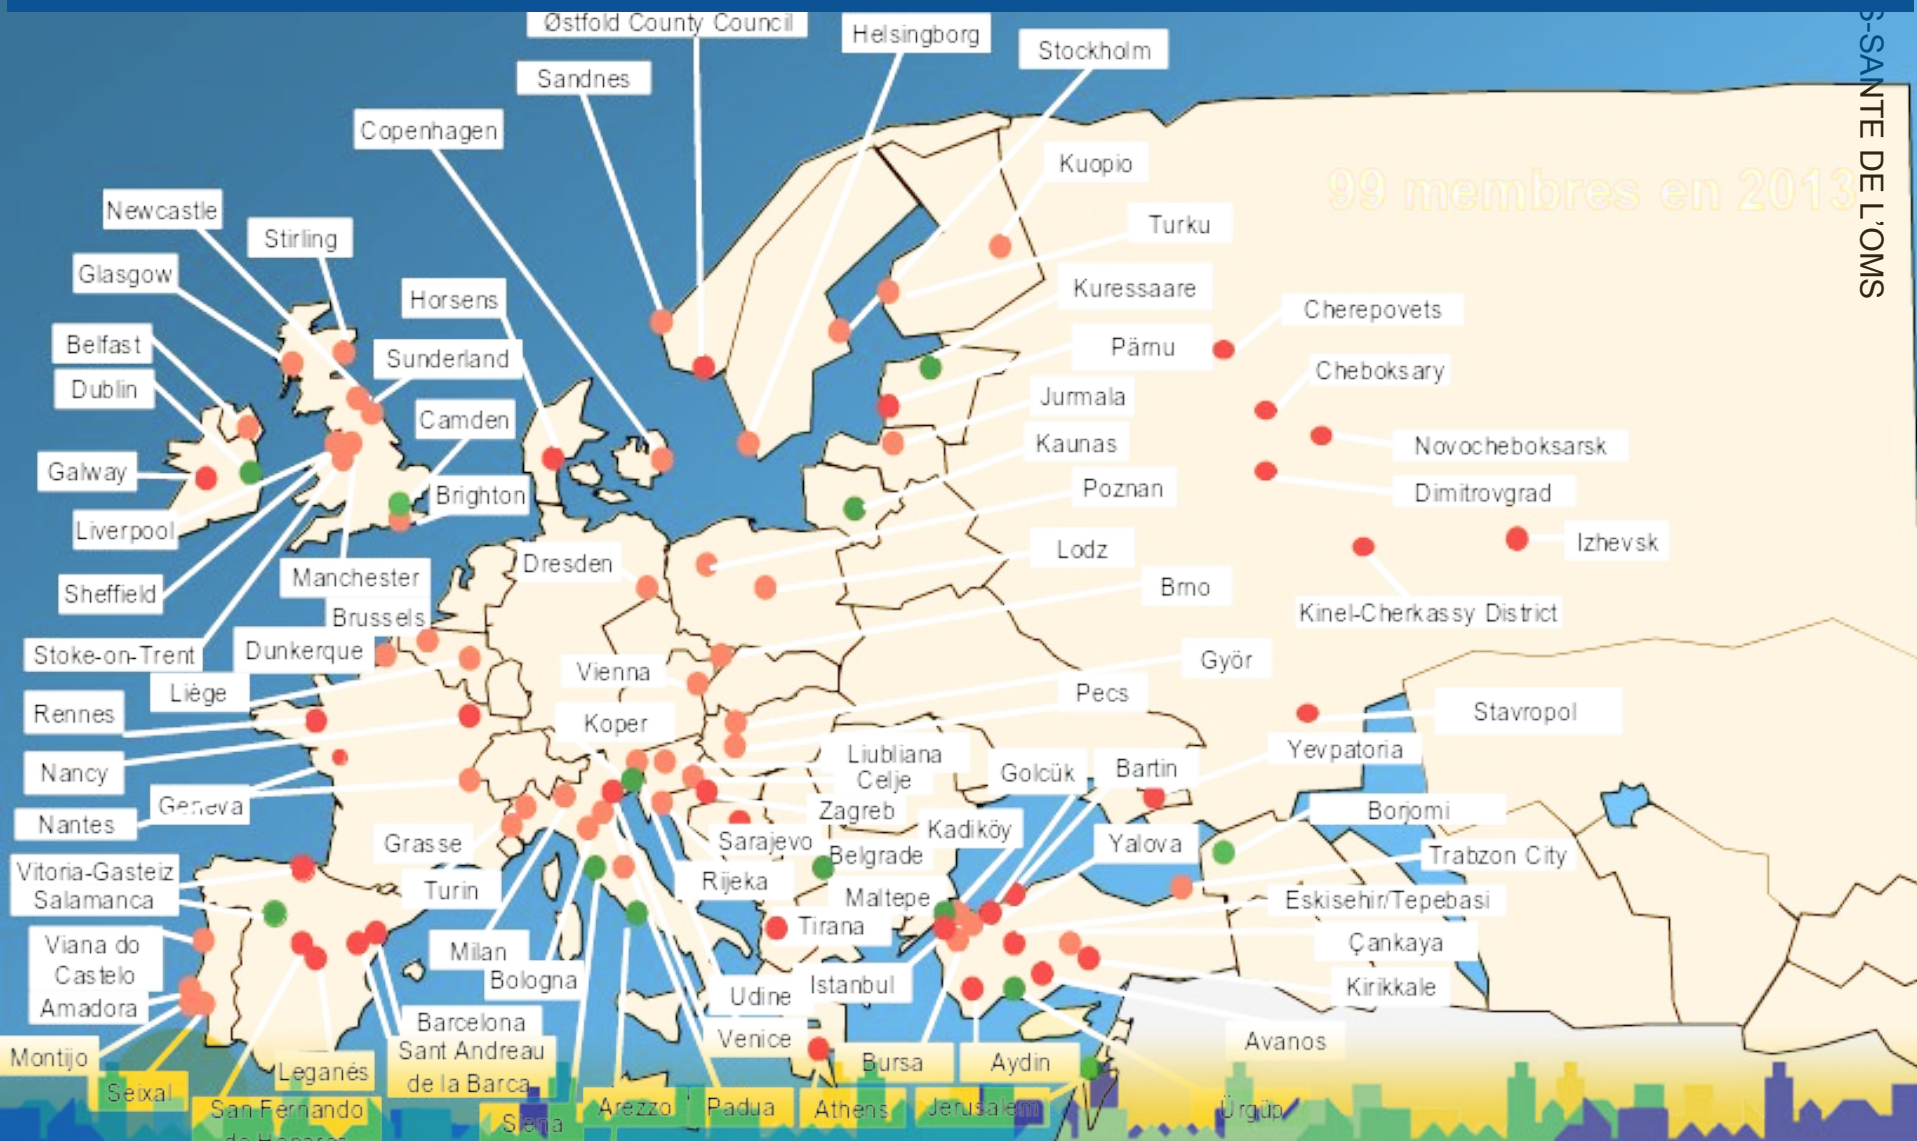 Østfold County Council
Helsingborg
Stockholm
Sandnes
Copenhagen
Kuopio
99 membres en 2013
S-SANTE DE L'OMS
Newcastle
Stirling
Turku
Glasgow
Horsens
Kuressaare
Cherepovets
Belfast
Sunderland
Pärnu
Cheboksary
Dublin
Jurmala
Camden
Kaunas
Novocheboksarsk
Galway
Brighton
Poznan
Dimitrovgrad
Liverpool
Dresden
Lodz
Izhevsk
Manchester
Sheffield
Brno
Brussels
Kinel-Cherkassy District
Stoke-on-Trent
Dunkerque
Györ
Vienna
Liège
Pecs
Rennes
Koper
Stavropol
Yevpatoria
Liubliana
Nancy
Golcük
Bartin
Celje
Geneva
Zagreb
Borjomi
Nantes
Kadiköy
Grasse
Sarajevo
Yalova
Belgrade
Trabzon City
Vitoria-Gasteiz
Salamanca
Turin
Rijeka
Maltepe
Eskisehir/Tepebasi
Tirana
Viana do
Castelo
Çankaya
Milan
Bologna
Istanbul
Kirikkale
Udine
Amadora
Barcelona
Venice
Avanos
Montijo
Sant Andreau
de la Barca
Bursa
Aydin
Leganés
Seixal
San Fernando
de Henares
Siena
Arezzo
Padua
Athens
Jerusalem
Ürgüp